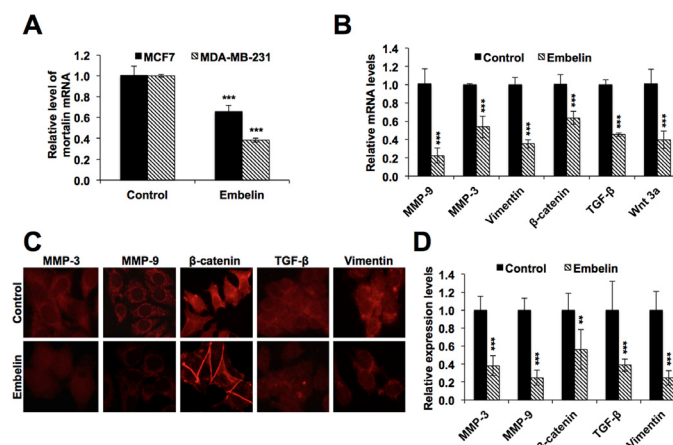 A
MCF7 MDA-MB-231
Relative level of
mortalin mRNA
1.4
1.2
1.0
0.8
0.6
0.4
0.2
0
***
***
Control Embelin
B
Control Embelin
Relative mRNA levels
1.4
1.2
1.0
0.8
0.6
0.4
0.2
0
*** *** *** *** *** ***
MMP-9 MMP-3 Vimentin β-catenin TGF-β Wnt 3a
C
MMP-3 MMP-9 β-catenin TGF-β Vimentin
Control
Embelin
D
Control Embelin
Relative expression levels
1.4
1.2
1.0
0.8
0.6
0.4
0.2
0
*** *** ** *** ***
MMP-3 MMP-9 β-catenin TGF-β Vimentin